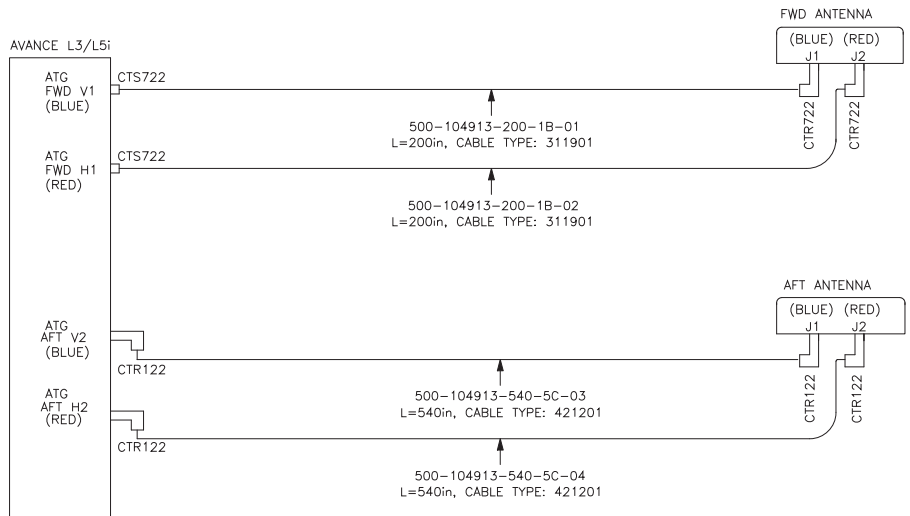 FWD ANTENNA
(BLUE) (RED)
J1 J2
CTR722
CTR722
AVANCE L3/L5i
ATG
FWD V1
(BLUE)
CTS722
500-104913-200-1B-01
L=200in, CABLE TYPE: 311901
ATG
FWD H1
(RED)
CTS722
500-104913-200-1B-02
L=200in, CABLE TYPE: 311901
AFT ANTENNA
(BLUE) (RED)
J1 J2
CTR122
CTR122
ATG
AFT V2
(BLUE)
CTR122
500-104913-540-5C-03
L=540in, CABLE TYPE: 421201
ATG
AFT H2
(RED)
CTR122
500-104913-540-5C-04
L=540in, CABLE TYPE: 421201